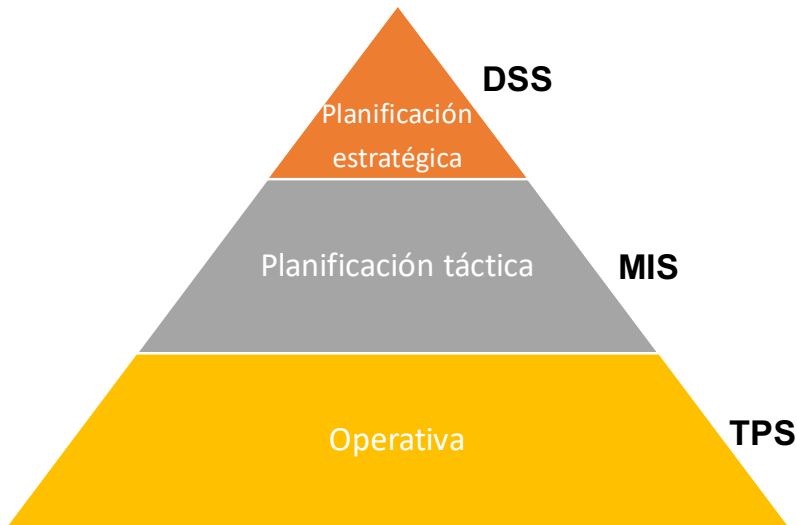 DSS
Planificación
estratégica
Planificación táctica
MIS
Operativa
TPS